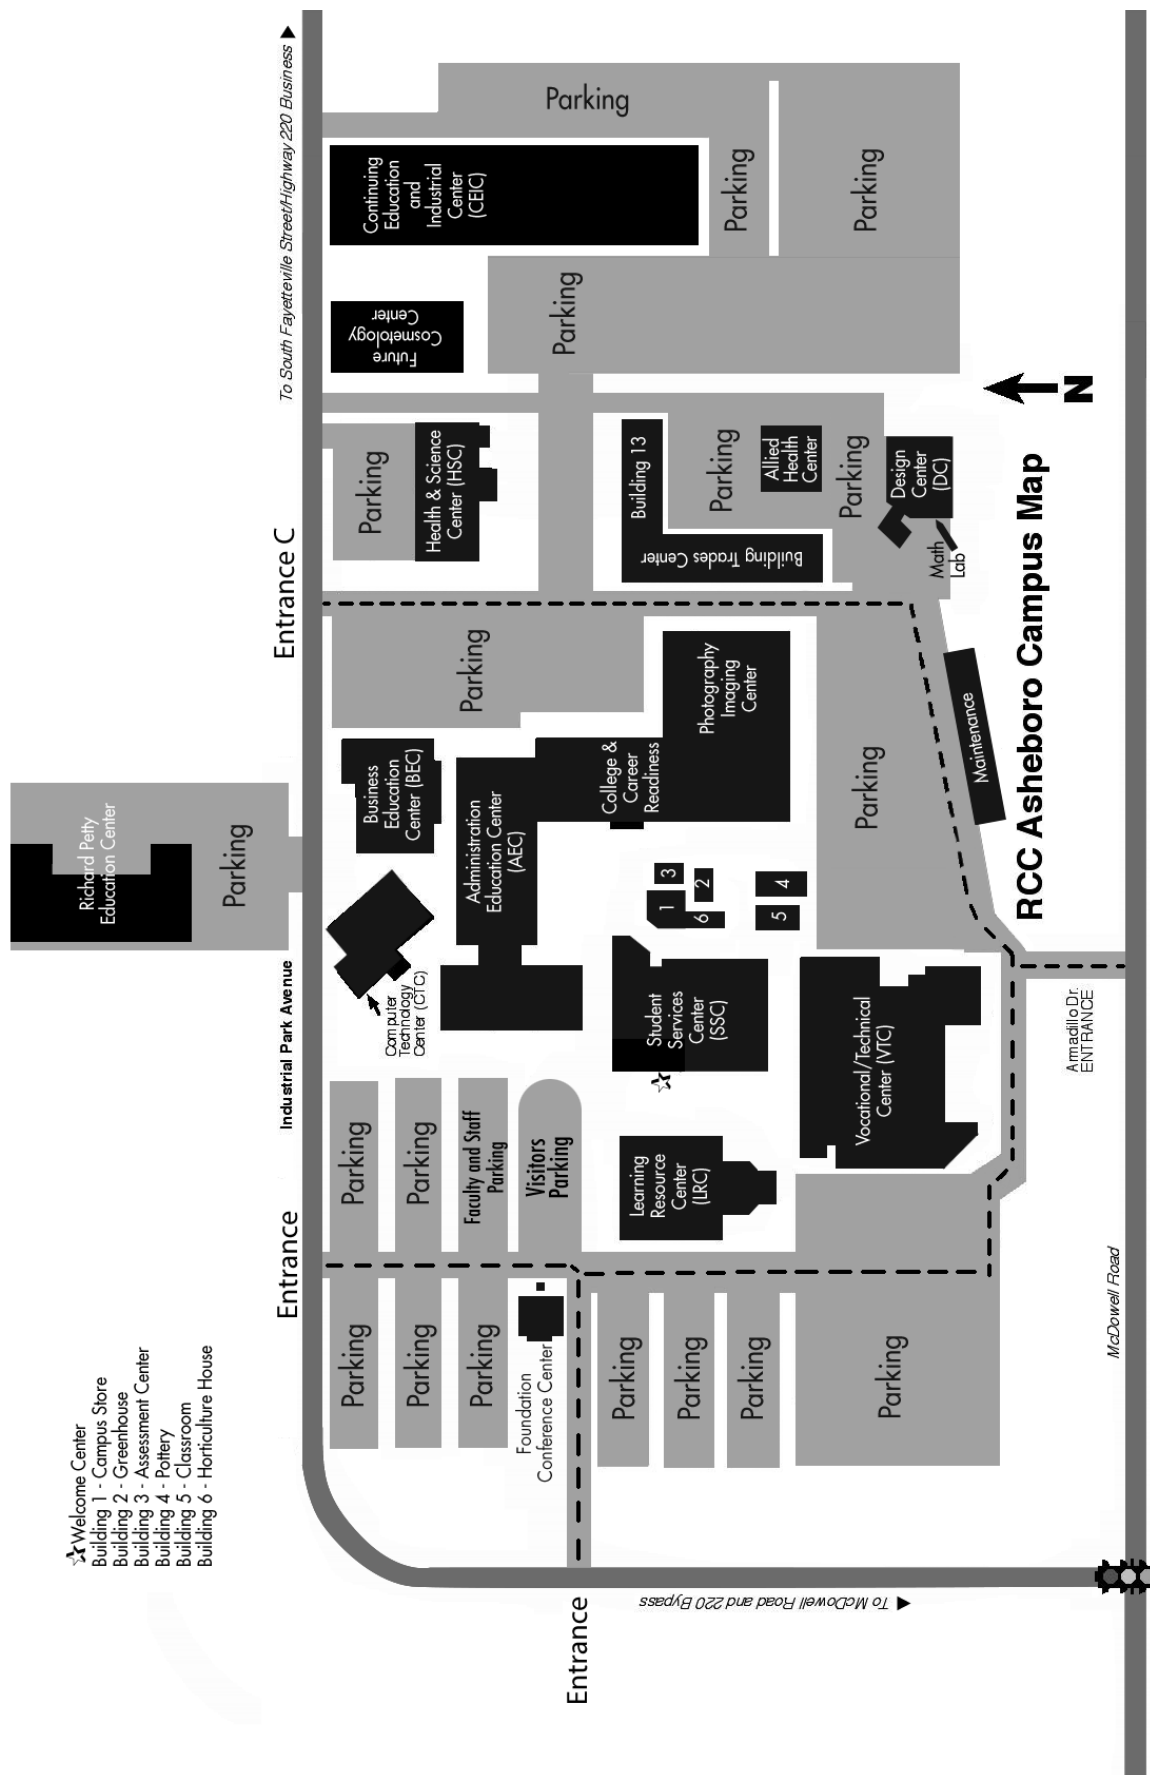 ☆Welcome Center
Building 1 - Campus Store
Building 2 - Greenhouse
Building 3 - Assessment Center
Building 4 - Pottery
Building 5 - Classroom
Building 6 - Horticulture House
Richard Petty
Education Center
Parking
Entrance
Industrial Park Avenue
Entrance C
To South Fayetteville Street/Highway 220 Business
Parking
Parking
Computer
Technology
Center (CTC)
Business
Education
Center (BEC)
Parking
Health & Science
Center (HSC)
Future
Cosmetology
Center
Continuing
Education
and
Industrial
Center
(CEIC)
Parking
Parking
Parking
Faculty and Staff
Parking
Administration
Education Center
(AEC)
Parking
Parking
Parking
Foundation
Conference Center
Visitors
Parking
Entrance
College &
Career
Readiness
Parking
Parking
Parking
Parking
Parking
Learning
Resource
Center
(LRC)
Student
Services
Center
(SSC)
1
3
6
2
5
4
Photography
Imaging
Center
Building 13
Building Trades Center
Parking
Allied
Health
Center
Parking
Parking
Parking
Vocational/Technical
Center (VTC)
Parking
Design
Center
(DC)
Math
Lab
Maintenance
To McDowell Road and 220 Bypass
RCC Asheboro Campus Map
N
Armadillo Dr.
ENTRANCE
McDowell Road